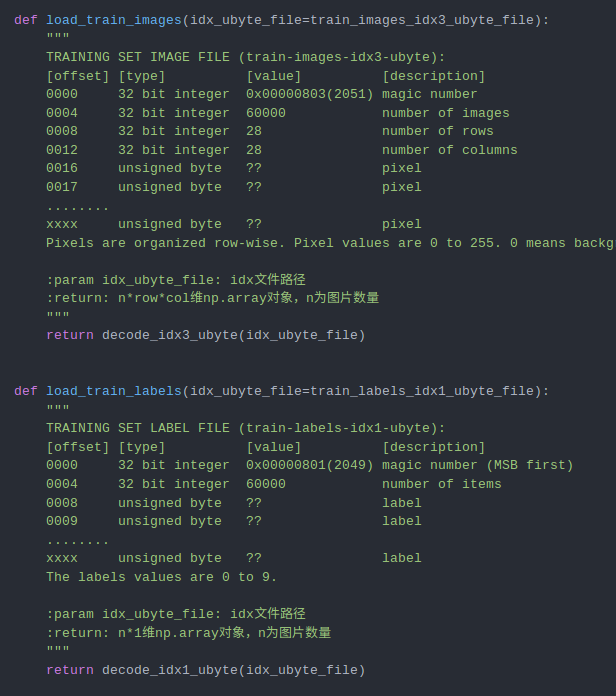 def load_train_images(idx_ubyte_file=train_images_idx3_ubyte_file):
    """
    TRAINING SET IMAGE FILE (train-images-idx3-ubyte):
    [offset] [type]          [value]          [description]
    0000     32 bit integer  0x00000803(2051) magic number
    0004     32 bit integer  60000            number of images
    0008     32 bit integer  28               number of rows
    0012     32 bit integer  28               number of columns
    0016     unsigned byte   ??               pixel
    0017     unsigned byte   ??               pixel
    ........
    xxxx     unsigned byte   ??               pixel
    Pixels are organized row-wise. Pixel values are 0 to 255. 0 means backg

    :param idx_ubyte_file: idx文件路径
    :return: n*row*col维np.array对象，n为图片数量
    """
    return decode_idx3_ubyte(idx_ubyte_file)


def load_train_labels(idx_ubyte_file=train_labels_idx1_ubyte_file):
    """
    TRAINING SET LABEL FILE (train-labels-idx1-ubyte):
    [offset] [type]          [value]          [description]
    0000     32 bit integer  0x00000801(2049) magic number (MSB first)
    0004     32 bit integer  60000            number of items
    0008     unsigned byte   ??               label
    0009     unsigned byte   ??               label
    ........
    xxxx     unsigned byte   ??               label
    The labels values are 0 to 9.

    :param idx_ubyte_file: idx文件路径
    :return: n*1维np.array对象，n为图片数量
    """
    return decode_idx1_ubyte(idx_ubyte_file)